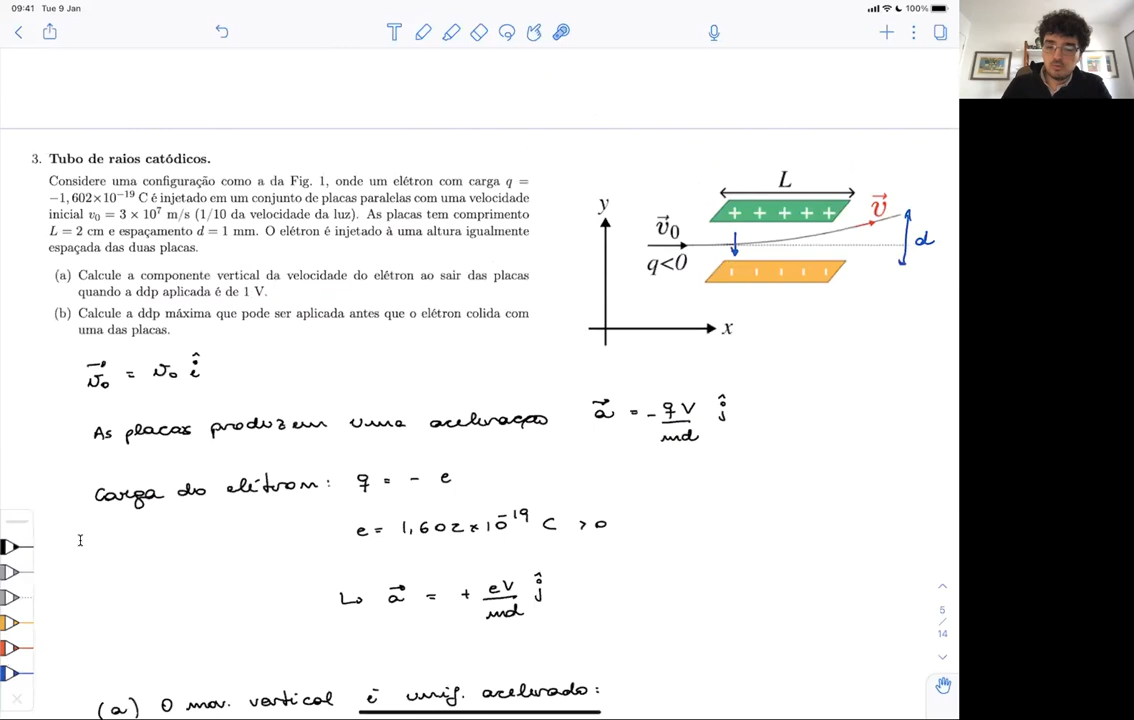 09:41 Tue 9 Jan
100%
3. Tubo de raios catódicos.
Considere uma configuração como a da Fig. 1, onde um elétron com carga q =
−1,602×10⁻¹⁹ C é injetado em um conjunto de placas paralelas com uma velocidade
inicial v₀ = 3 × 10⁷ m/s (1/10 da velocidade da luz). As placas tem comprimento
L = 2 cm e espaçamento d = 1 mm. O elétron é injetado à uma altura igualmente
espaçada das duas placas.
(a) Calcule a componente vertical da velocidade do elétron ao sair das placas
quando a ddp aplicada é de 1 V.
(b) Calcule a ddp máxima que pode ser aplicada antes que o elétron colida com
uma das placas.
L
y
+ + + + +
v⃗
v⃗₀
d
q<0
x
v⃗₀ = v₀ î
As placas produzem uma aceleração a⃗ = - qV/md ĵ
Carga do elétron: q = - e
e = 1,602×10⁻¹⁹ C > 0
↳ a⃗ = + eV/md ĵ
(a) O mov. vertical é unif. acelerado:
5
/
14